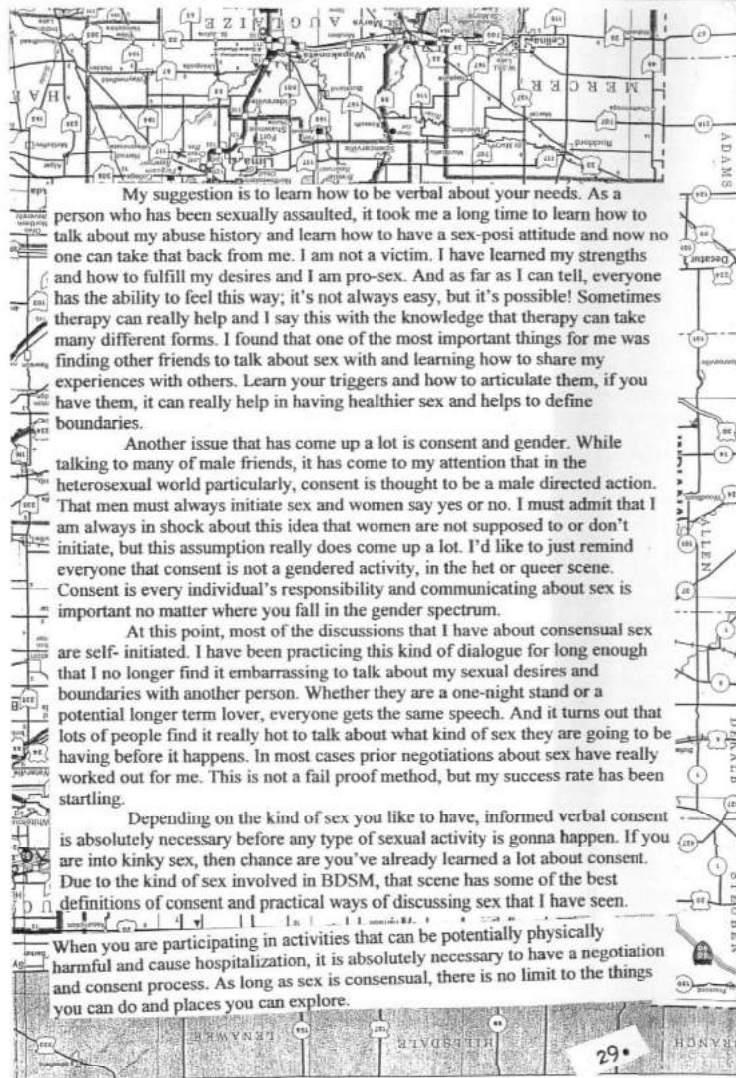 My suggestion is to learn how to be verbal about your needs. As a
person who has been sexually assaulted, it took me a long time to learn how to
talk about my abuse history and learn how to have a sex-posi attitude and now no
one can take that back from me. I am not a victim. I have learned my strengths
and how to fulfill my desires and I am pro-sex. And as far as I can tell, everyone
has the ability to feel this way; it's not always easy, but it's possible! Sometimes
therapy can really help and I say this with the knowledge that therapy can take
many different forms. I found that one of the most important things for me was
finding other friends to talk about sex with and learning how to share my
experiences with others. Learn your triggers and how to articulate them, if you
have them, it can really help in having healthier sex and helps to define
boundaries.
Another issue that has come up a lot is consent and gender. While
talking to many of male friends, it has come to my attention that in the
heterosexual world particularly, consent is thought to be a male directed action.
That men must always initiate sex and women say yes or no. I must admit that I
am always in shock about this idea that women are not supposed to or don't
initiate, but this assumption really does come up a lot. I'd like to just remind
everyone that consent is not a gendered activity, in the het or queer scene.
Consent is every individual's responsibility and communicating about sex is
important no matter where you fall in the gender spectrum.
At this point, most of the discussions that I have about consensual sex
are self- initiated. I have been practicing this kind of dialogue for long enough
that I no longer find it embarrassing to talk about my sexual desires and
boundaries with another person. Whether they are a one-night stand or a
potential longer term lover, everyone gets the same speech. And it turns out that
lots of people find it really hot to talk about what kind of sex they are going to be
having before it happens. In most cases prior negotiations about sex have really
worked out for me. This is not a fail proof method, but my success rate has been
startling.
Depending on the kind of sex you like to have, informed verbal consent
is absolutely necessary before any type of sexual activity is gonna happen. If you
are into kinky sex, then chance are you've already learned a lot about consent.
Due to the kind of sex involved in BDSM, that scene has some of the best
definitions of consent and practical ways of discussing sex that I have seen.
When you are participating in activities that can be potentially physically
harmful and cause hospitalization, it is absolutely necessary to have a negotiation
and consent process. As long as sex is consensual, there is no limit to the things
you can do and places you can explore.
29.
AUGLAIZE
MERCER
Celina
Wapakoneta
Lima
Spencerville
Rockford
ADAMS
Decatur
ALLEN
LENAWEE
HILLSDALE
BRANCH